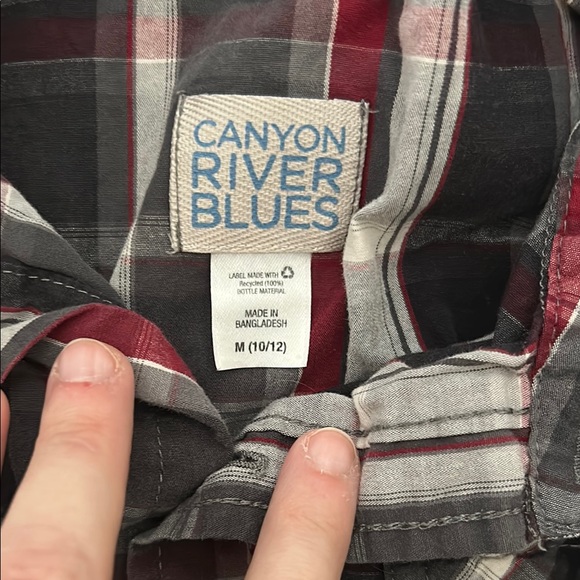 CANYON
RIVER
BLUES
LABEL MADE WITH
Recycled (100%)
BOTTLE MATERIAL
MADE IN
BANGLADESH
M (10/12)